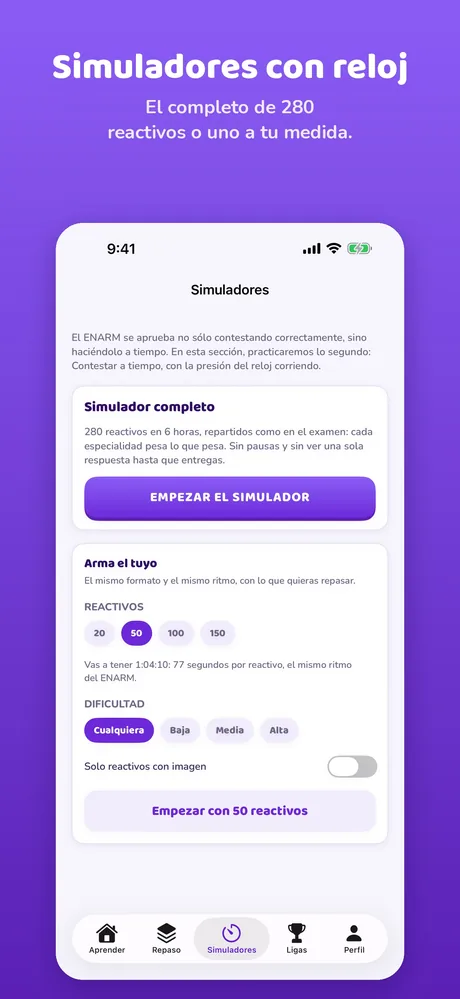 Simuladores con reloj
El completo de 280
reactivos o uno a tu medida.
9:41
Simuladores
El ENARM se aprueba no sólo contestando correctamente, sino
haciéndolo a tiempo. En esta sección, practicaremos lo segundo:
Contestar a tiempo, con la presión del reloj corriendo.
Simulador completo
280 reactivos en 6 horas, repartidos como en el examen: cada
especialidad pesa lo que pesa. Sin pausas y sin ver una sola
respuesta hasta que entregas.
EMPEZAR EL SIMULADOR
Arma el tuyo
El mismo formato y el mismo ritmo, con lo que quieras repasar.
REACTIVOS
20 50 100 150
Vas a tener 1:04:10: 77 segundos por reactivo, el mismo ritmo
del ENARM.
DIFICULTAD
Cualquiera Baja Media Alta
Solo reactivos con imagen
Empezar con 50 reactivos
Aprender Repaso Simuladores Ligas Perfil